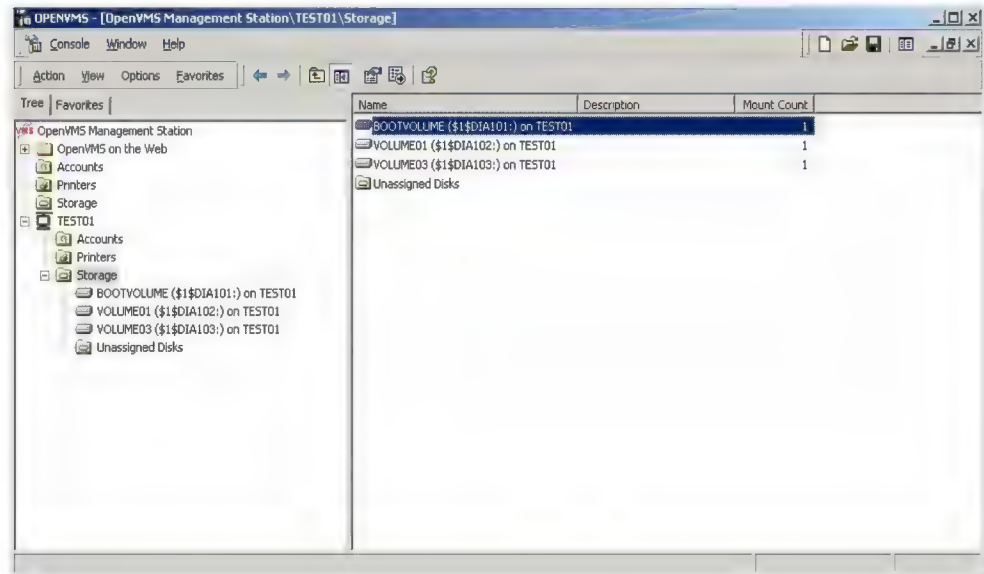 OPENVMS - [OpenVMS Management Station\TEST01\Storage]
Console Window Help
Action View Options Favorites
Tree Favorites
Name Description Mount Count
OpenVMS Management Station
OpenVMS on the Web
Accounts
Printers
Storage
TEST01
Accounts
Printers
Storage
BOOTVOLUME ($1$DIA101:) on TEST01
VOLUME01 ($1$DIA102:) on TEST01
VOLUME03 ($1$DIA103:) on TEST01
Unassigned Disks
BOOTVOLUME ($1$DIA101:) on TEST01 1
VOLUME01 ($1$DIA102:) on TEST01 1
VOLUME03 ($1$DIA103:) on TEST01 1
Unassigned Disks